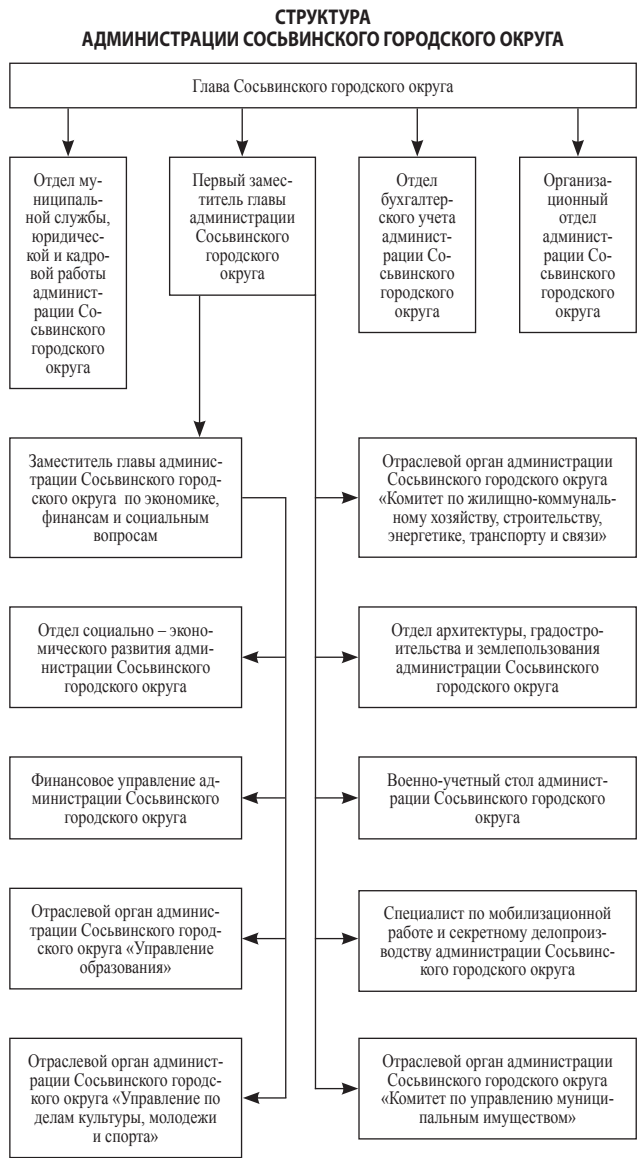 СТРУКТУРА
АДМИНИСТРАЦИИ СОСЬВИНСКОГО ГОРОДСКОГО ОКРУГА
Глава Сосьвинского городского округа
Отдел му-
ниципаль-
ной службы,
юридичес-
кой и кадро-
вой работы
админист-
рации Со-
сьвинского
городского
округа
Первый замес-
титель главы
администрации
Сосьвинского
городского
округа
Отдел
бухгалтер-
ского учета
админист-
рации Со-
сьвинского
городского
округа
Организа-
ционный
отдел
админист-
рации Со-
сьвинского
городского
округа
Заместитель главы админис-
трации Сосьвинского город-
ского округа по экономике,
финансам и социальным
вопросам
Отраслевой орган администрации
Сосьвинского городского округа
«Комитет по жилищно-коммуналь-
ному хозяйству, строительству,
энергетике, транспорту и связи»
Отдел социально – эконо-
мического развития адми-
нистрации Сосьвинского
городского округа
Отдел архитектуры, градостро-
ительства и землепользования
администрации Сосьвинского
городского округа
Финансовое управление ад-
министрации Сосьвинского
городского округа
Военно-учетный стол админист-
рации Сосьвинского городского
округа
Отраслевой орган админис-
трации Сосьвинского город-
ского округа «Управление
образования»
Специалист по мобилизационной
работе и секретному делопроиз-
водству администрации Сосьвинс-
кого городского округа
Отраслевой орган админист-
рации Сосьвинского городс-
кого округа «Управление по
делам культуры, молодежи
и спорта»
Отраслевой орган администрации
Сосьвинского городского округа
«Комитет по управлению муници-
пальным имуществом»